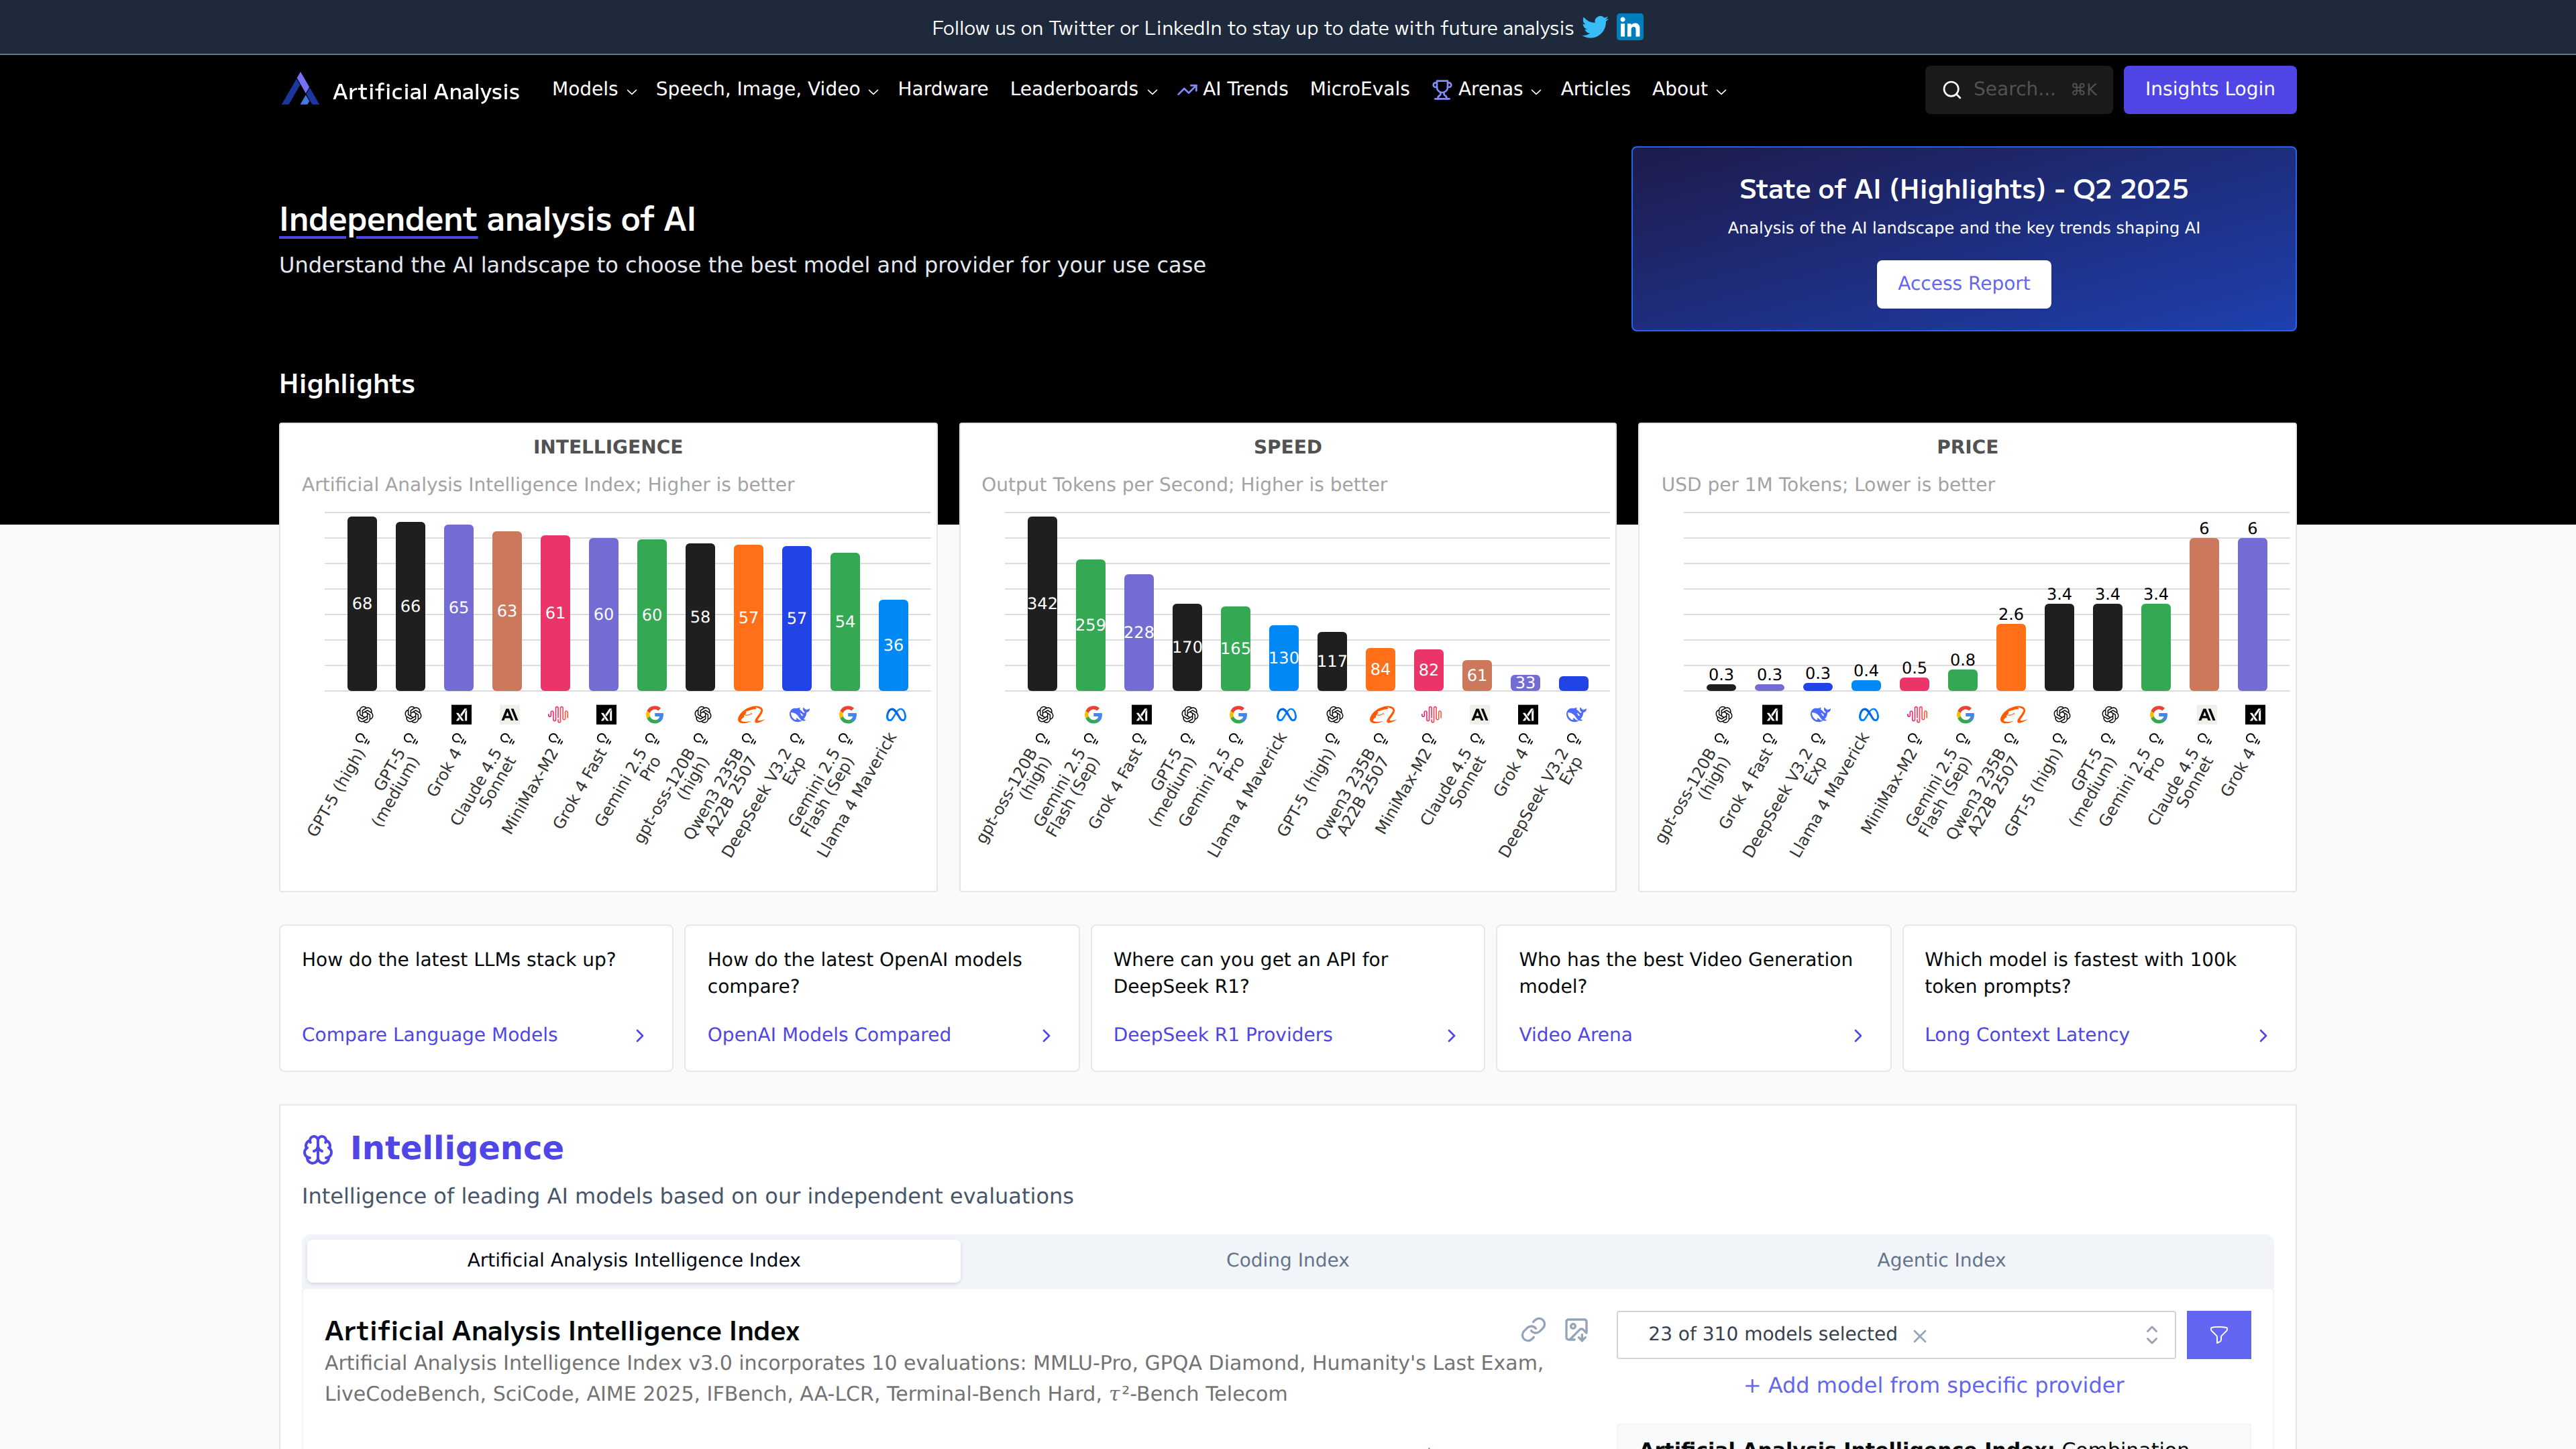 Follow us on Twitter or LinkedIn to stay up to date with future analysis
Artificial Analysis
Models
Speech, Image, Video
Hardware
Leaderboards
AI Trends
MicroEvals
Arenas
Articles
About
Search... ⌘K
Insights Login
Independent analysis of AI
Understand the AI landscape to choose the best model and provider for your use case
State of AI (Highlights) - Q2 2025
Analysis of the AI landscape and the key trends shaping AI
Access Report
Highlights
INTELLIGENCE
Artificial Analysis Intelligence Index; Higher is better
68 66 65 63 61 60 60 58 57 57 54 36
GPT-5 (high)
GPT-5 (medium)
Grok 4
Claude 4.5 Sonnet
MiniMax-M2
Grok 4 Fast
Gemini 2.5 Pro
gpt-oss-120B (high)
Qwen3 235B A22B 2507
DeepSeek V3.2 Exp
Gemini 2.5 Flash (Sep)
Llama 4 Maverick
SPEED
Output Tokens per Second; Higher is better
342 259 228 170 165 130 117 84 82 61 33
gpt-oss-120B (high)
Gemini 2.5 Flash (Sep)
Grok 4 Fast
GPT-5 (medium)
Gemini 2.5 Pro
Llama 4 Maverick
GPT-5 (high)
Qwen3 235B A22B 2507
MiniMax-M2
Claude 4.5 Sonnet
Grok 4
DeepSeek V3.2 Exp
PRICE
USD per 1M Tokens; Lower is better
0.3 0.3 0.3 0.4 0.5 0.8 2.6 3.4 3.4 3.4 6 6
gpt-oss-120B (high)
Grok 4 Fast
DeepSeek V3.2 Exp
Llama 4 Maverick
MiniMax-M2
Gemini 2.5 Flash (Sep)
Qwen3 235B A22B 2507
GPT-5 (high)
GPT-5 (medium)
Gemini 2.5 Pro
Claude 4.5 Sonnet
Grok 4
How do the latest LLMs stack up?
Compare Language Models
How do the latest OpenAI models
compare?
OpenAI Models Compared
Where can you get an API for
DeepSeek R1?
DeepSeek R1 Providers
Who has the best Video Generation
model?
Video Arena
Which model is fastest with 100k
token prompts?
Long Context Latency
Intelligence
Intelligence of leading AI models based on our independent evaluations
Artificial Analysis Intelligence Index
Coding Index
Agentic Index
Artificial Analysis Intelligence Index
Artificial Analysis Intelligence Index v3.0 incorporates 10 evaluations: MMLU-Pro, GPQA Diamond, Humanity's Last Exam,
LiveCodeBench, SciCode, AIME 2025, IFBench, AA-LCR, Terminal-Bench Hard, τ²-Bench Telecom
23 of 310 models selected
+ Add model from specific provider
Artificial Analysis Intelligence Index: Combination